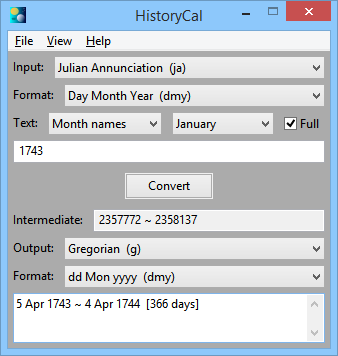 HistoryCal
File View Help
Input: Julian Annunciation (ja)
Format: Day Month Year (dmy)
Text: Month names January Full
1743
Convert
Intermediate: 2357772 ~ 2358137
Output: Gregorian (g)
Format: dd Mon yyyy (dmy)
5 Apr 1743 ~ 4 Apr 1744 [366 days]